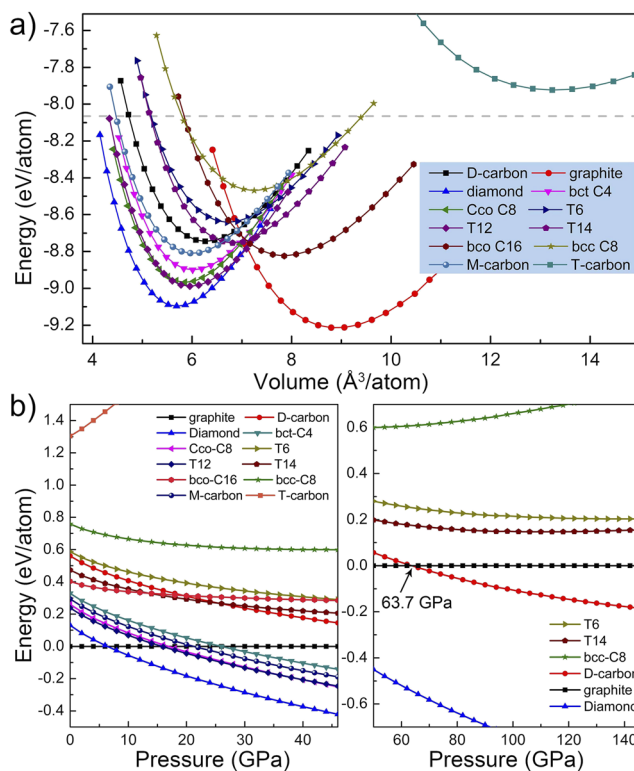 a)
-7.6
-7.8
-8.0
-8.2
-8.4
-8.6
-8.8
-9.0
-9.2
Energy (eV/atom)
D-carbon graphite
diamond bct C4
Cco C8 T6
T12 T14
bco C16 bcc C8
M-carbon T-carbon
4 6 8 10 12 14
Volume (Å³/atom)
b)
1.4
1.2
1.0
0.8
0.6
0.4
0.2
0.0
-0.2
-0.4
Energy (eV/atom)
graphite D-carbon
Diamond bct-C4
Cco-C8 T6
T12 T14
bco-C16 bcc-C8
M-carbon T-carbon
0 10 20 30 40
Pressure (GPa)
0.6
0.4
0.2
0.0
-0.2
-0.4
-0.6
63.7 GPa
T6
T14
bcc-C8
D-carbon
graphite
Diamond
60 80 100 120 140
Pressure (GPa)